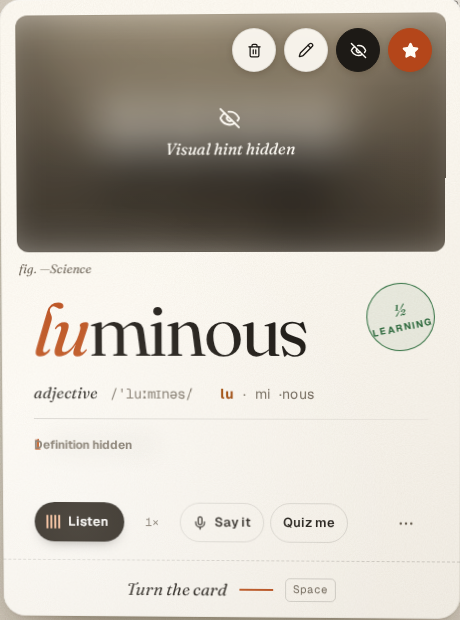 Visual hint hidden
fig. —Science
luminous
½
LEARNING
adjective /ˈluːmɪnəs/ lu · mi ·nous
Definition hidden
Listen 1× Say it Quiz me ...
Turn the card — Space